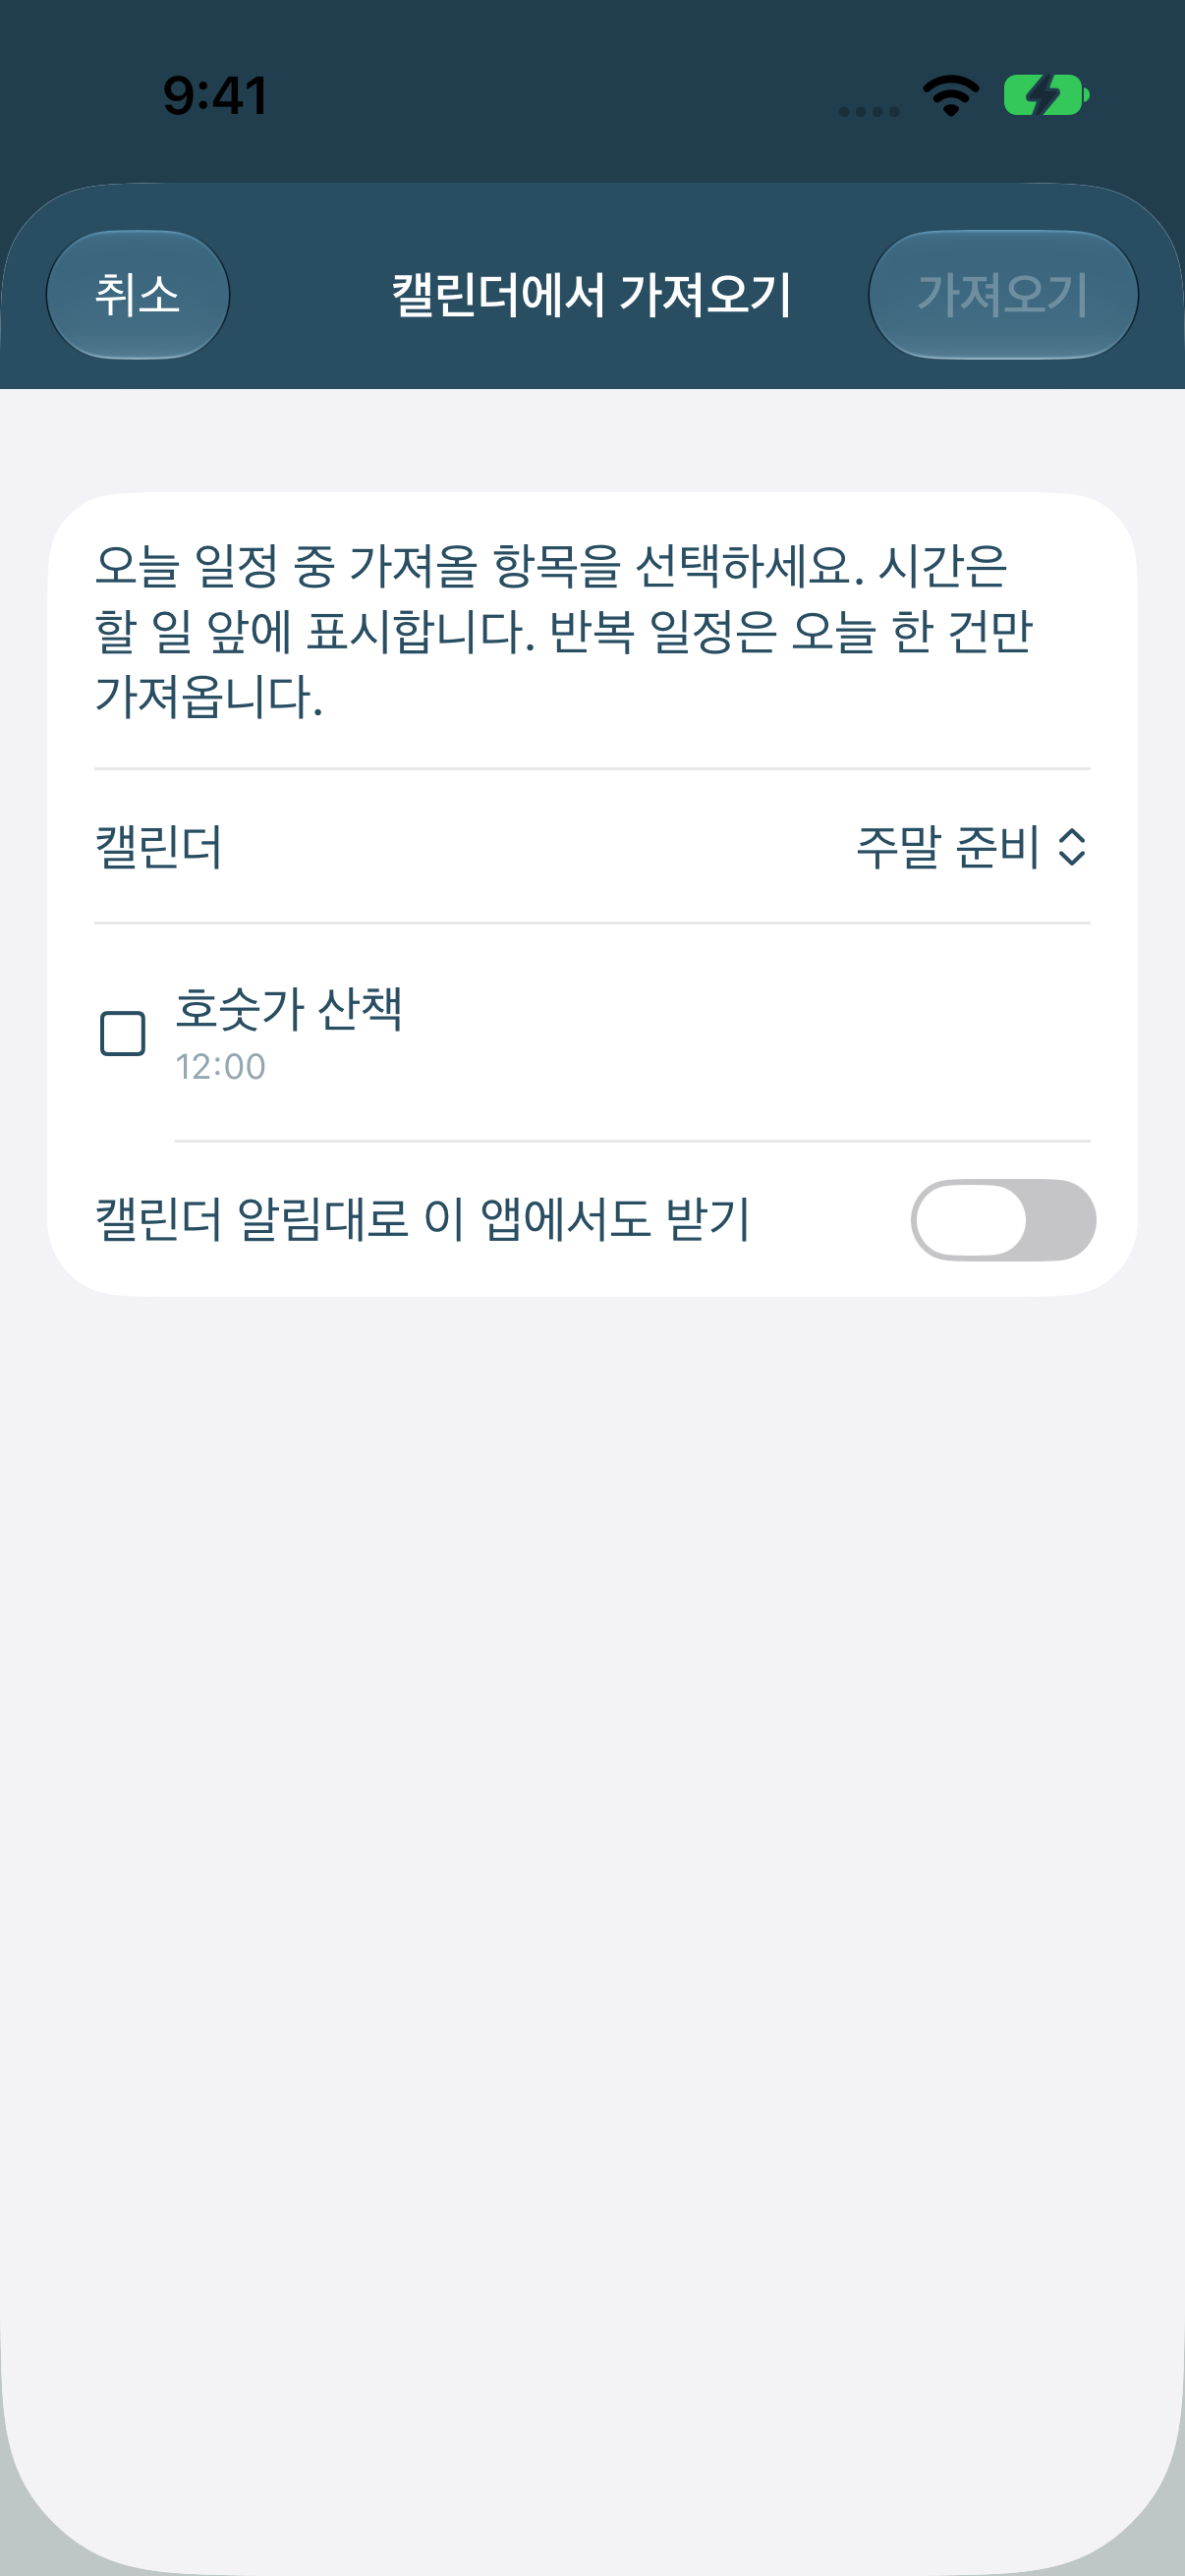 9:41
취소
캘린더에서 가져오기
가져오기
오늘 일정 중 가져올 항목을 선택하세요. 시간은
할 일 앞에 표시합니다. 반복 일정은 오늘 한 건만
가져옵니다.
캘린더
주말 준비
호숫가 산책
12:00
캘린더 알림대로 이 앱에서도 받기